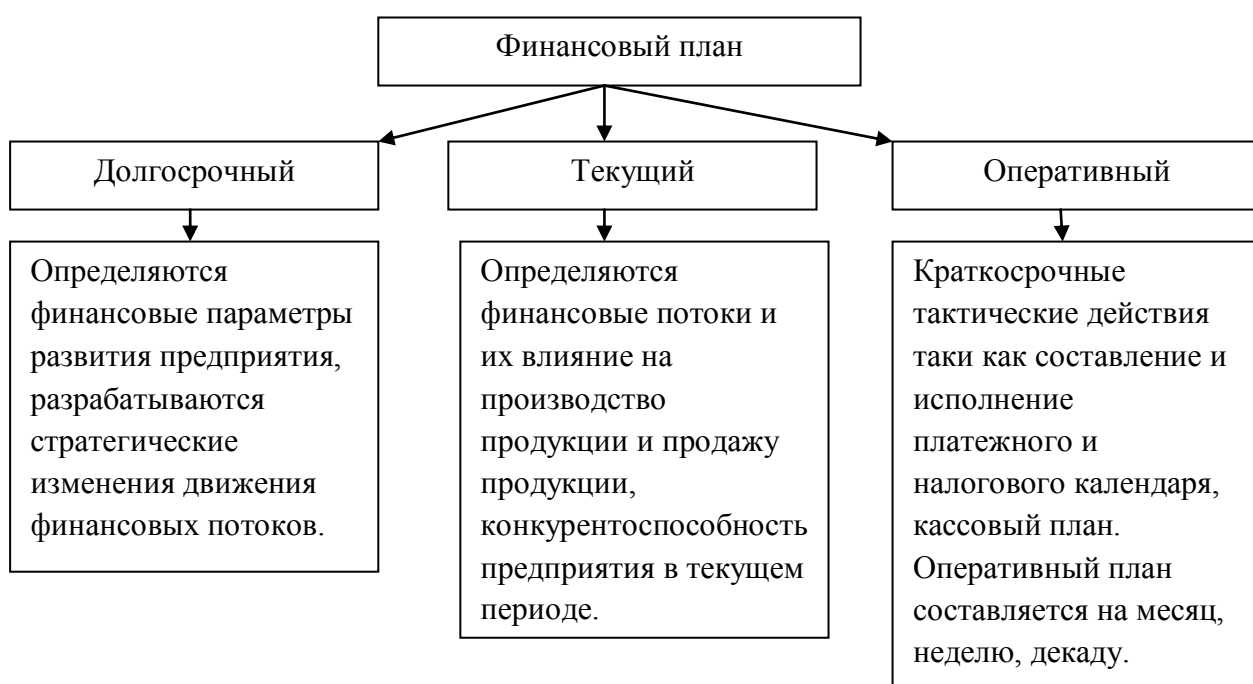 Финансовый план
Долгосрочный
Текущий
Оперативный
Определяются
финансовые параметры
развития предприятия,
разрабатываются
стратегические
изменения движения
финансовых потоков.
Определяются
финансовые потоки и
их влияние на
производство
продукции и продажу
продукции,
конкурентоспособность
предприятия в текущем
периоде.
Краткосрочные
тактические действия
таки как составление и
исполнение
платежного и
налогового календаря,
кассовый план.
Оперативный план
составляется на месяц,
неделю, декаду.